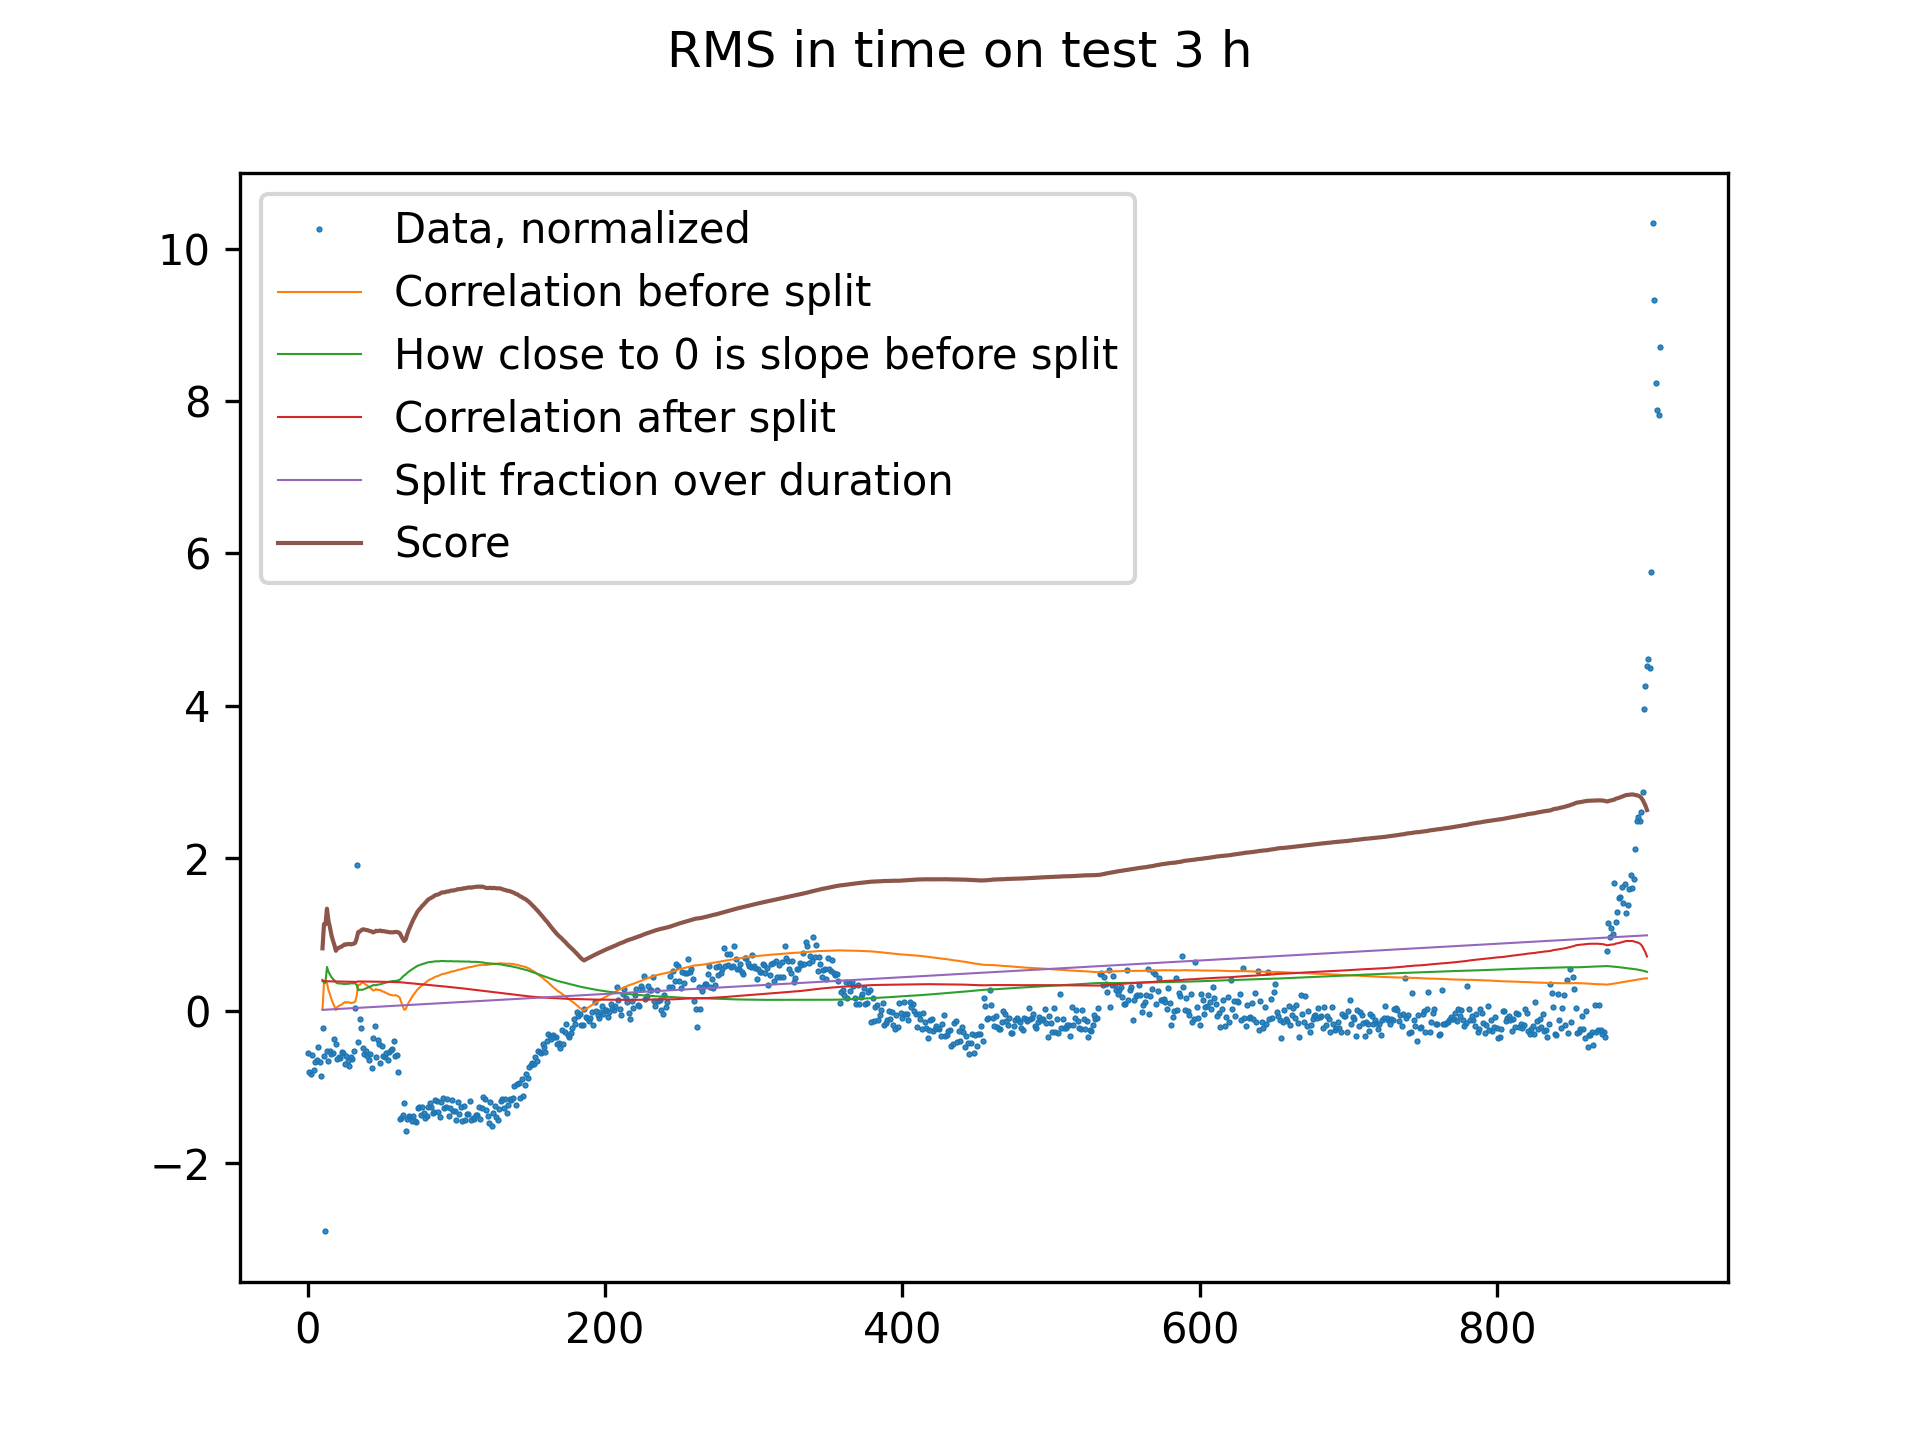 RMS in time on test 3 h
Data, normalized
Correlation before split
How close to 0 is slope before split
Correlation after split
Split fraction over duration
Score
10
8
6
4
2
0
−2
0 200 400 600 800